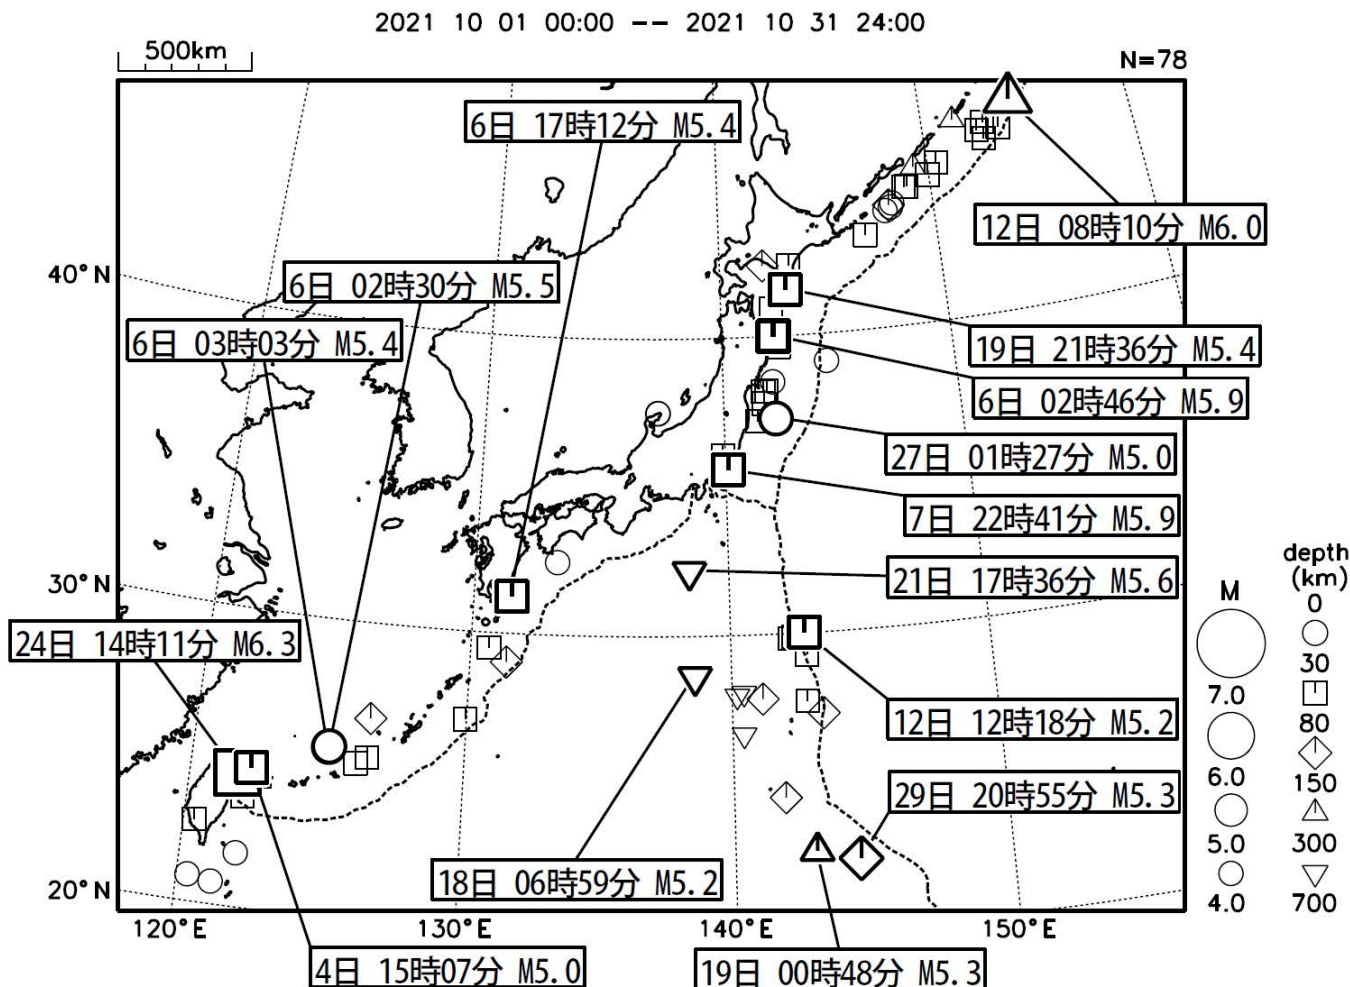 2021 10 01 00:00 -- 2021 10 31 24:00
500km
N=78
6日 17時12分 M5.4
12日 08時10分 M6.0
40°N
6日 02時30分 M5.5
6日 03時03分 M5.4
19日 21時36分 M5.4
6日 02時46分 M5.9
27日 01時27分 M5.0
7日 22時41分 M5.9
21日 17時36分 M5.6
30°N
24日 14時11分 M6.3
12日 12時18分 M5.2
29日 20時55分 M5.3
18日 06時59分 M5.2
20°N
120°E
130°E
140°E
150°E
4日 15時07分 M5.0
19日 00時48分 M5.3
M
7.0
6.0
5.0
4.0
depth
(km)
0
30
80
150
300
700